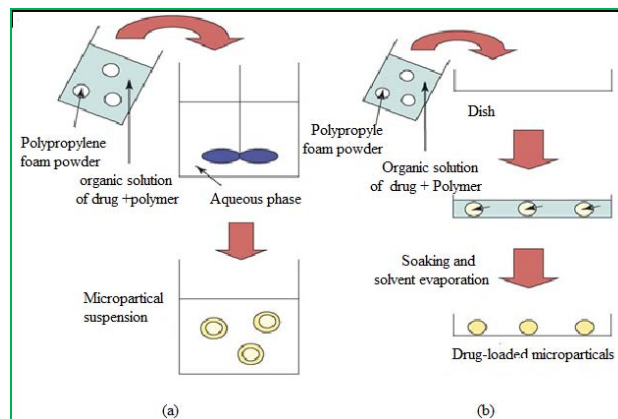 Polypropylene
foam powder
organic solution
of drug +polymer
Aqueous phase
Micropartical
suspension
(a)
Polypropyle
foam powder
Dish
Organic solution
of drug + Polymer
Soaking and
solvent evaporation
Drug-loaded microparticals
(b)